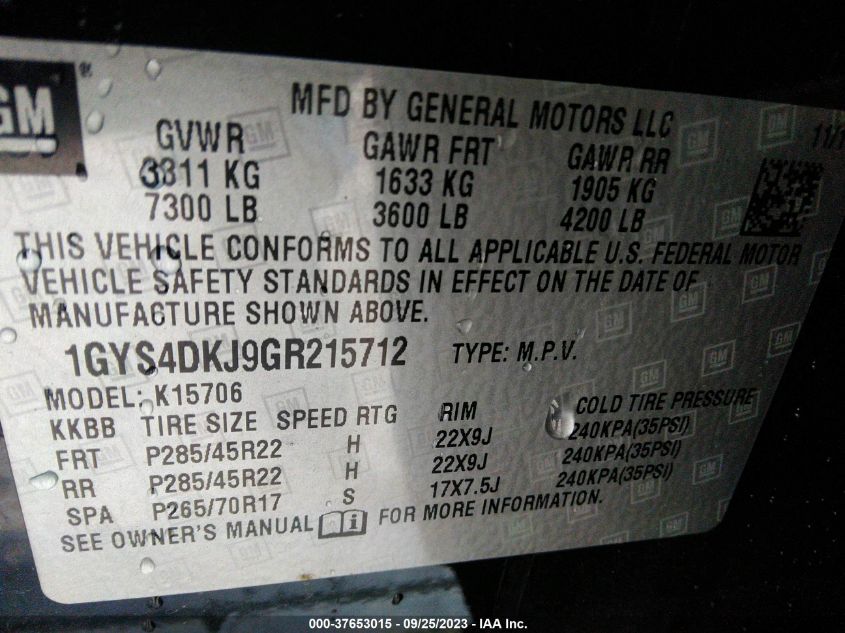 GM ®
MFD BY GENERAL MOTORS LLC
GVWR GAWR FRT GAWR RR
3311 KG 1633 KG 1905 KG
7300 LB 3600 LB 4200 LB
THIS VEHICLE CONFORMS TO ALL APPLICABLE U.S. FEDERAL MOTOR
VEHICLE SAFETY STANDARDS IN EFFECT ON THE DATE OF
MANUFACTURE SHOWN ABOVE.
1GYS4DKJ9GR215712 TYPE: M.P.V.
MODEL: K15706
KKBB TIRE SIZE SPEED RTG RIM COLD TIRE PRESSURE
FRT P285/45R22 H 22X9J 240KPA(35PSI)
RR P285/45R22 H 22X9J 240KPA(35PSI)
SPA P265/70R17 S 17X7.5J 240KPA(35PSI)
SEE OWNER'S MANUAL FOR MORE INFORMATION.
000-37653015 - 09/25/2023 - IAA Inc.